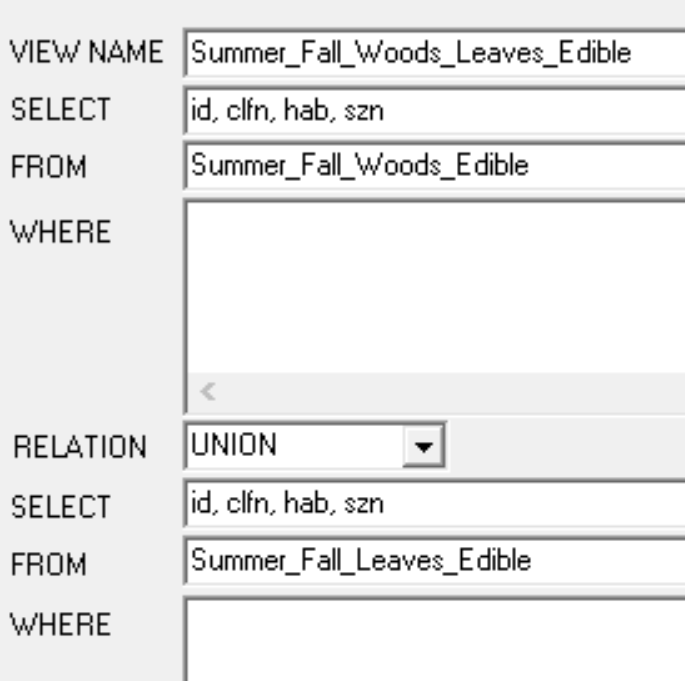 VIEW NAME Summer_Fall_Woods_Leaves_Edible
SELECT id, clfn, hab, szn
FROM Summer_Fall_Woods_Edible
WHERE
RELATION UNION
SELECT id, clfn, hab, szn
FROM Summer_Fall_Leaves_Edible
WHERE